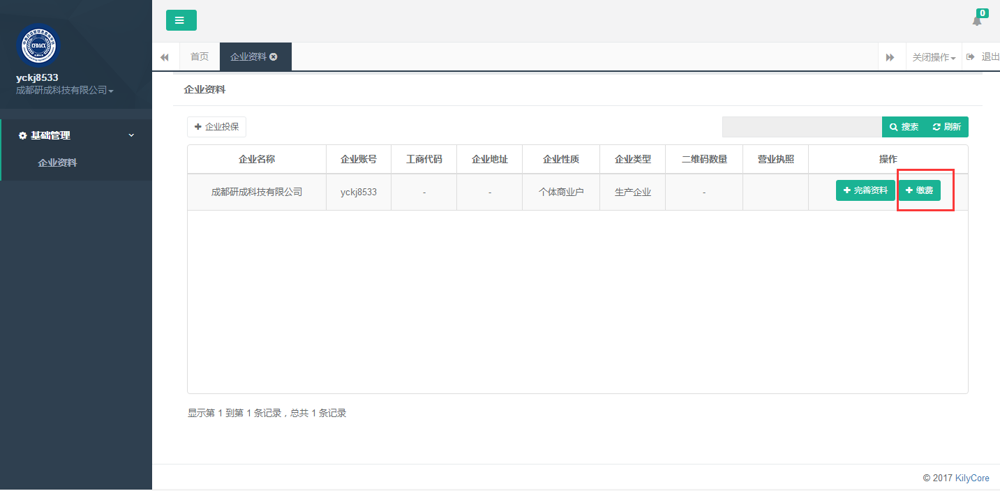 CFDACX
yckj8533
成都研成科技有限公司
基础管理
企业资料
0
首页
企业资料
关闭操作
退出
企业资料
企业投保
搜索
刷新
企业名称 企业账号 工商代码 企业地址 企业性质 企业类型 二维码数量 营业执照 操作
成都研成科技有限公司 yckj8533 - - 个体商业户 生产企业 - 完善资料 缴费
显示第 1 到第 1 条记录，总共 1 条记录
© 2017 KilyCore